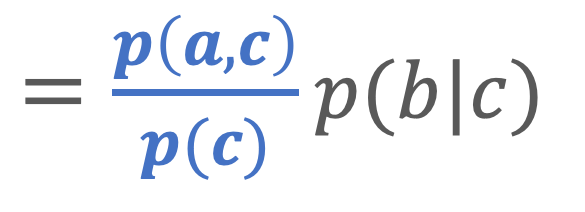 = p(a,c)/p(c) p(b|c)